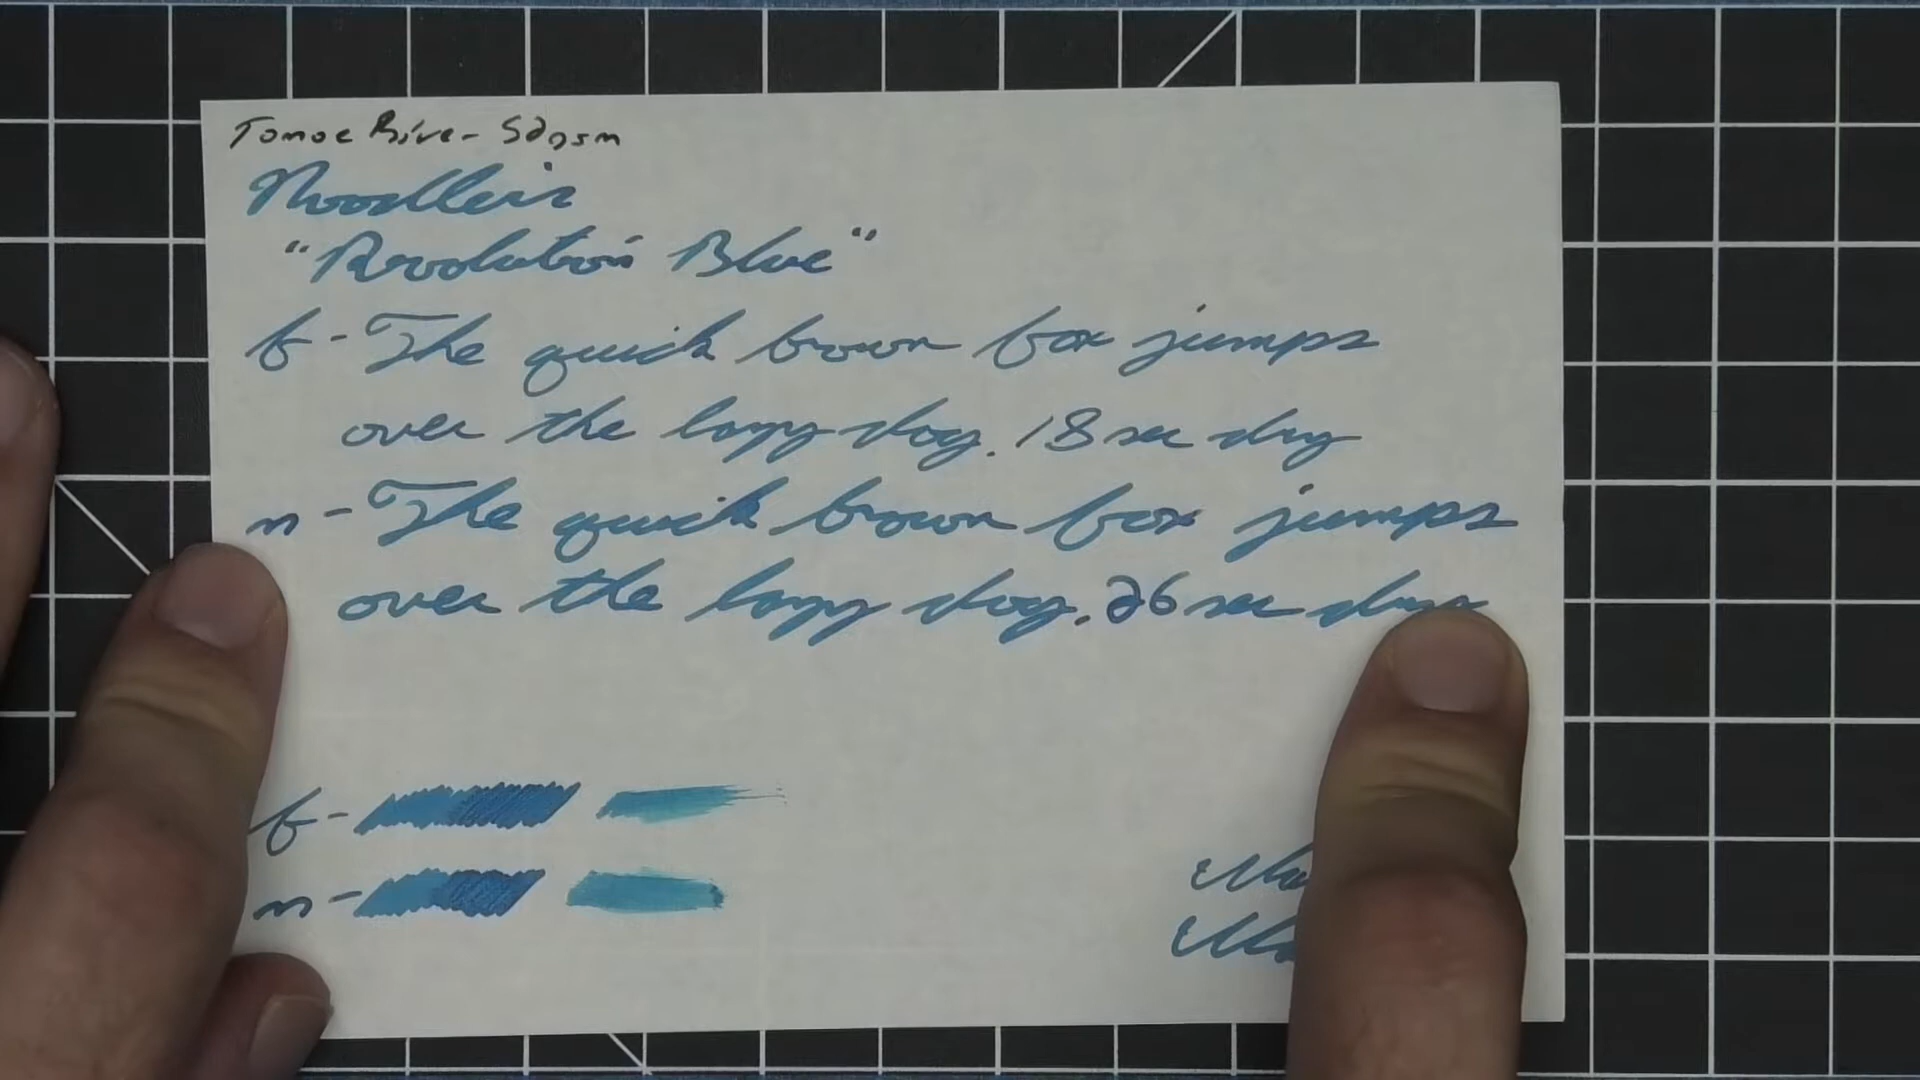 Tomoe River - 52gsm
Noodler's
"Revolution Blue"
f - The quick brown fox jumps
over the lazy dog. 18 sec dry
m - The quick brown fox jumps
over the lazy dog. 26 sec dry
f -
m -